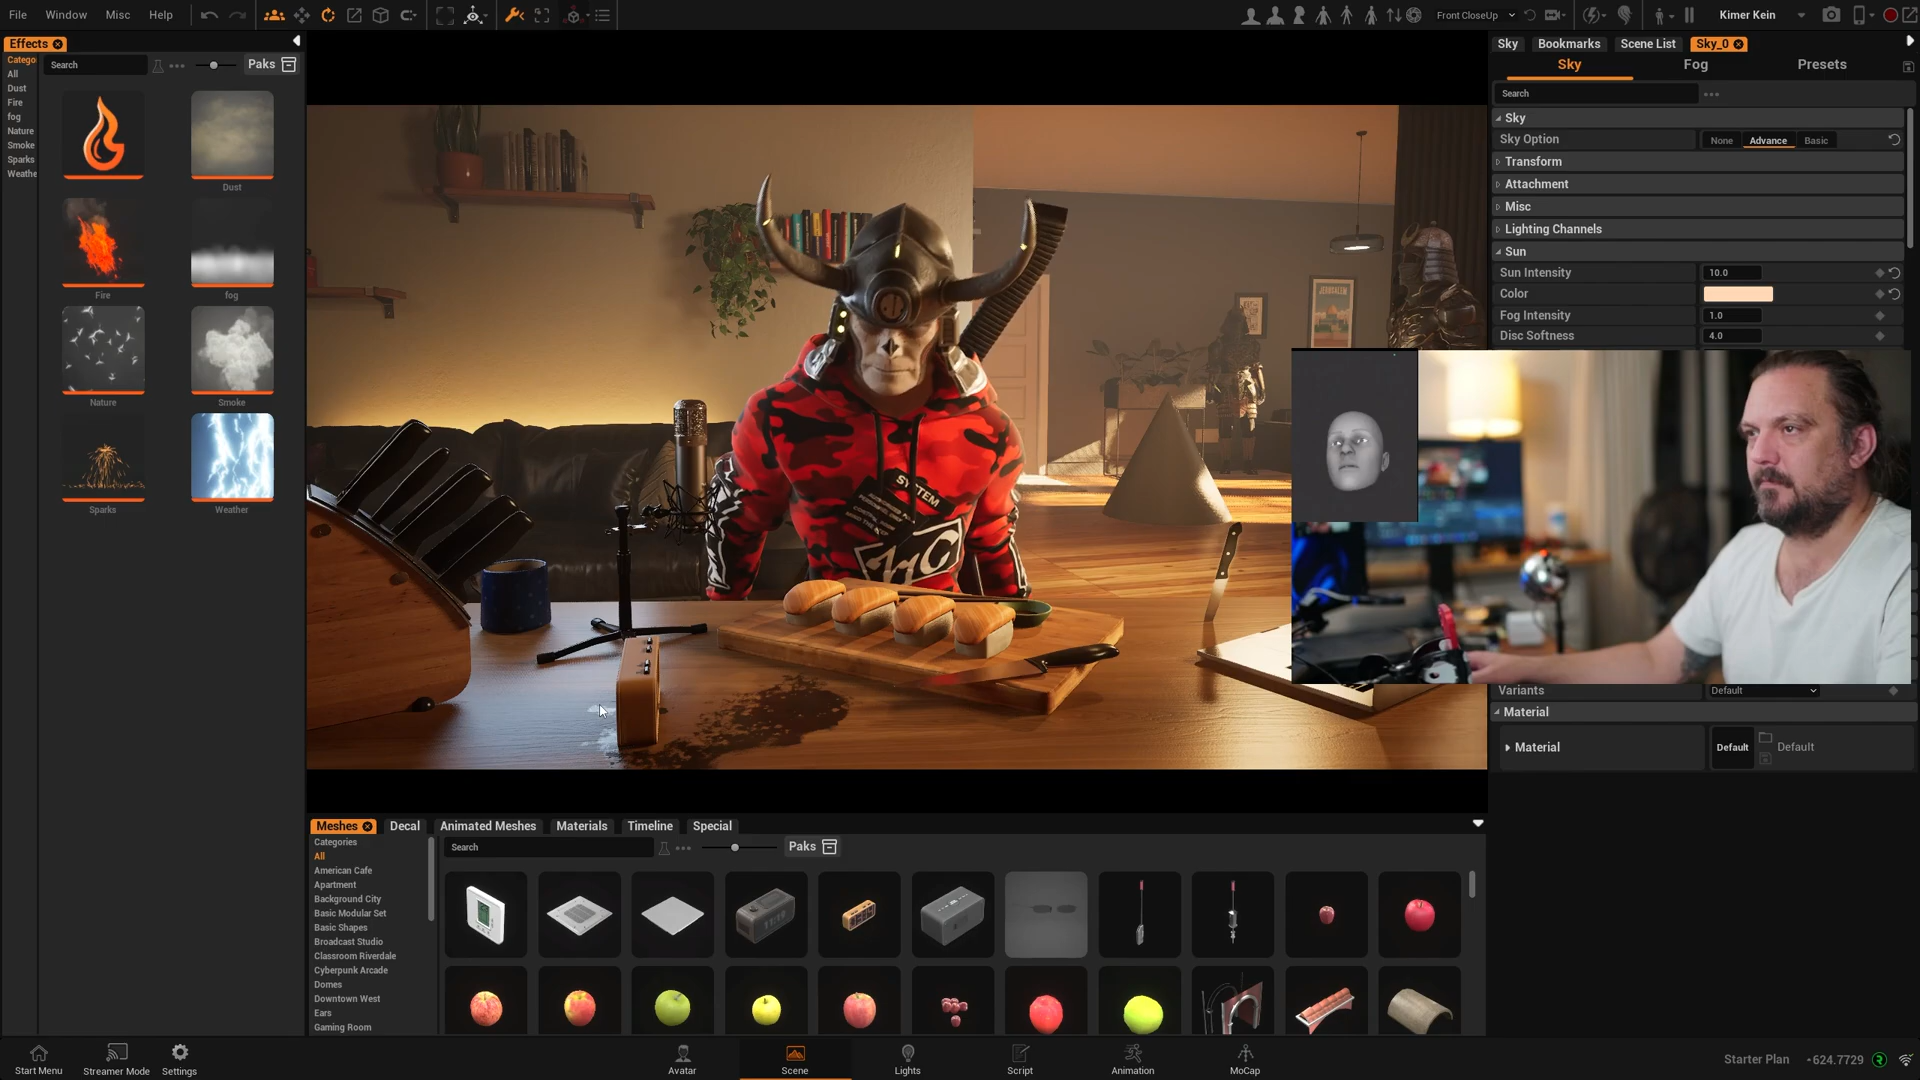 File Window Misc Help
Front CloseUp
Kimer Kein
Effects
Catego
All
Dust
Fire
fog
Nature
Smoke
Sparks
Weathe
Search
Paks
Dust
Fire
fog
Nature
Smoke
Sparks
Weather
SYSTEM
JERUSALEM
Sky Bookmarks Scene List Sky_0
Sky Fog Presets
Search
Sky
Sky Option None Advance Basic
Transform
Attachment
Misc
Lighting Channels
Sun
Sun Intensity 10.0
Color
Fog Intensity 1.0
Disc Softness 4.0
Variants Default
Material
Material Default Default
Meshes Decal Animated Meshes Materials Timeline Special
Categories
All
American Cafe
Apartment
Background City
Basic Modular Set
Basic Shapes
Broadcast Studio
Classroom Riverdale
Cyberpunk Arcade
Domes
Downtown West
Ears
Gaming Room
Search
Paks
Start Menu
Streamer Mode
Settings
Avatar
Scene
Lights
Script
Animation
MoCap
Starter Plan
-624.7729